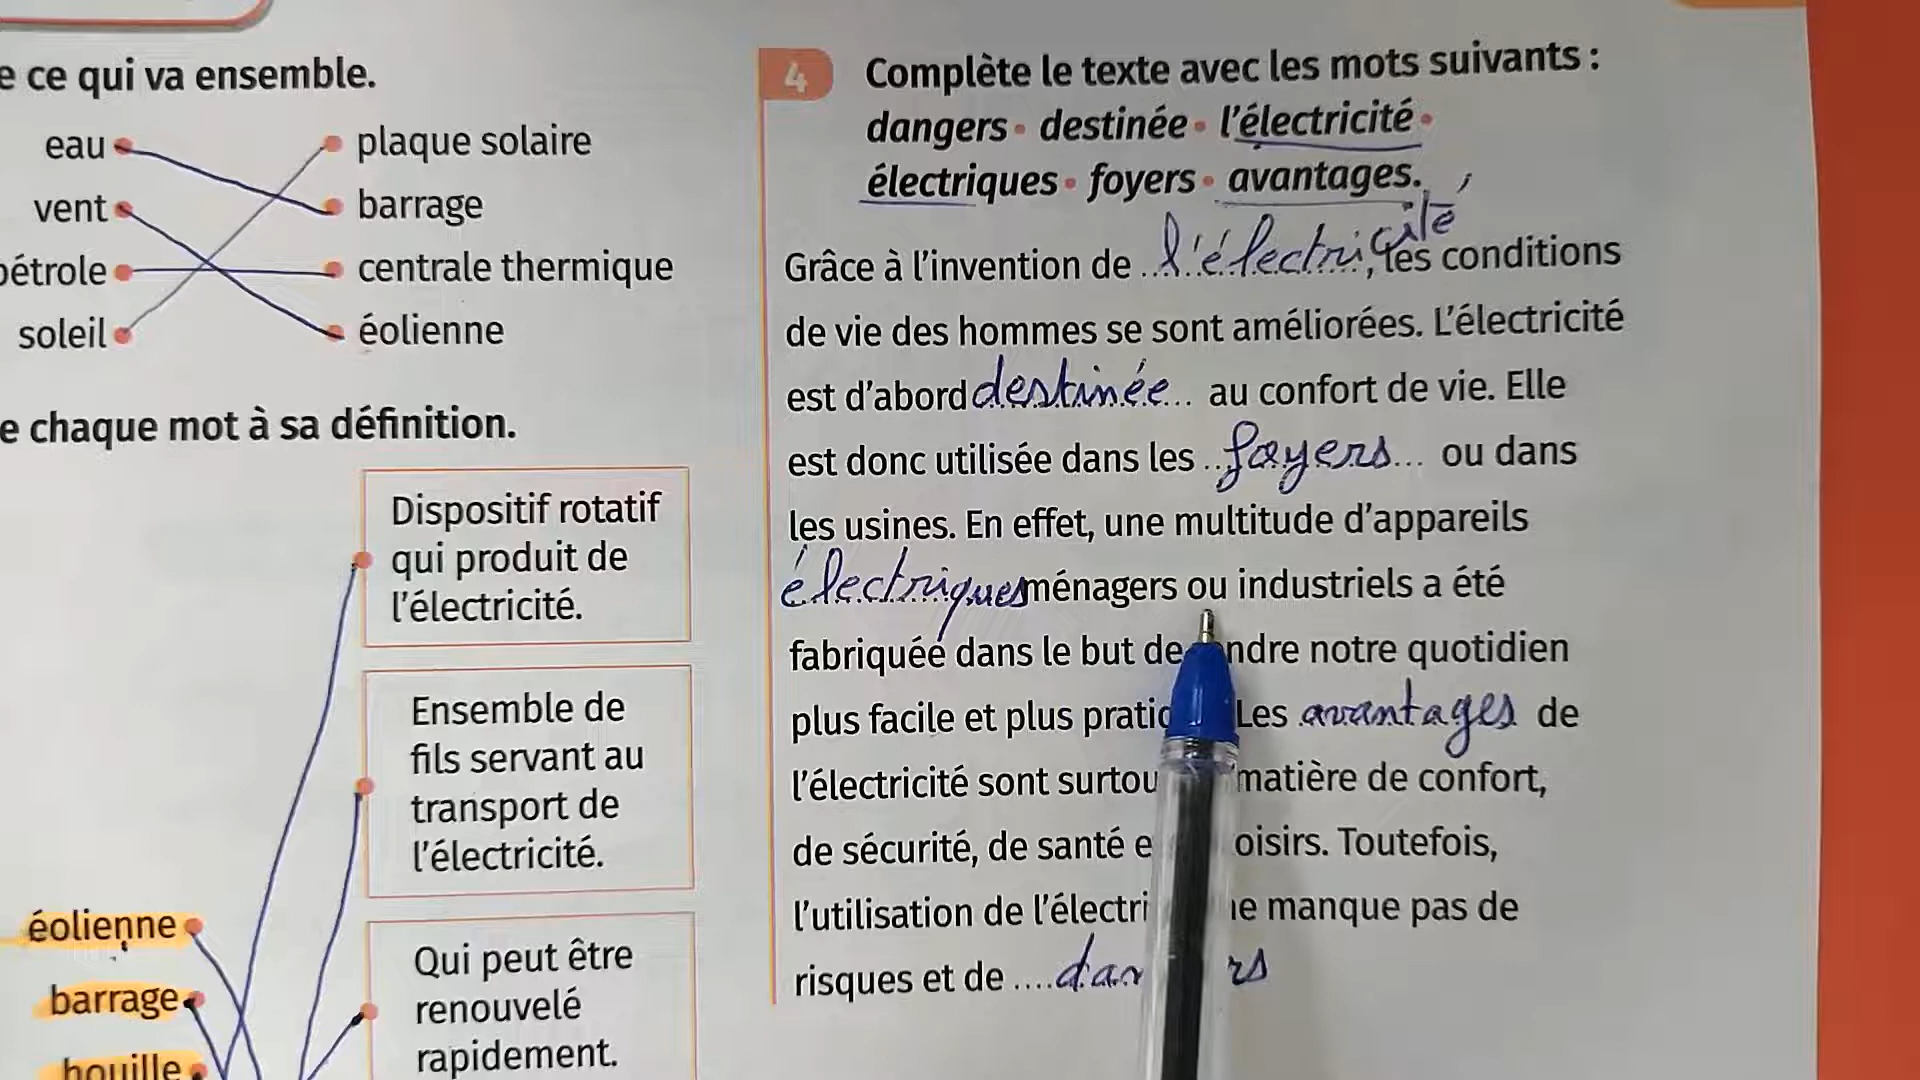 e ce qui va ensemble.
eau
vent
pétrole
soleil
plaque solaire
barrage
centrale thermique
éolienne
e chaque mot à sa définition.
Dispositif rotatif
qui produit de
l'électricité.
Ensemble de
fils servant au
transport de
l'électricité.
Qui peut être
renouvelé
rapidement.
éolienne
barrage
houille
4 Complète le texte avec les mots suivants :
dangers • destinée • l'électricité •
électriques • foyers • avantages.
Grâce à l'invention de l'électricité, les conditions
de vie des hommes se sont améliorées. L'électricité
est d'abord destinée ... au confort de vie. Elle
est donc utilisée dans les .. foyers ... ou dans
les usines. En effet, une multitude d'appareils
électriques ménagers ou industriels a été
fabriquée dans le but de ndre notre quotidien
plus facile et plus pratiq Les avantages de
l'électricité sont surtou matière de confort,
de sécurité, de santé e oisirs. Toutefois,
l'utilisation de l'électri ne manque pas de
risques et de .... dan rs